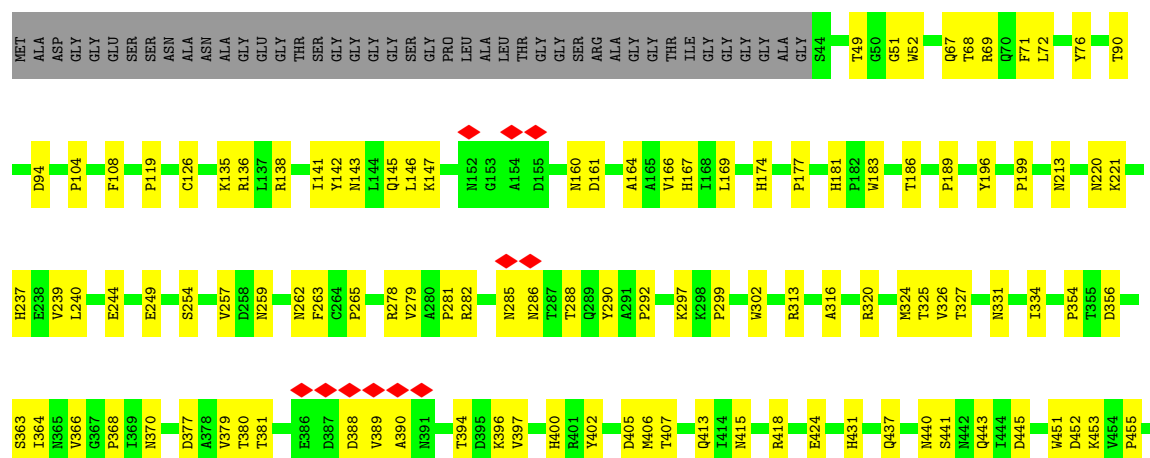 MET ALA ASP GLY GLY GLU SER SER ASN ALA ASN ALA GLY GLU GLY THR SER GLY GLY GLY GLY SER GLY PRO LEU ALA LEU THR GLY GLY SER ARG ALA GLY GLY THR ILE GLY GLY GLY GLY ALA GLY S44 T49 G50 G51 W52 Q67 T68 R69 Q70 F71 L72 Y76 T90
D94 P104 F108 P119 C126 K135 R136 L137 R138 I141 Y142 N143 L144 Q145 L146 K147 N152 G153 A154 D155 N160 D161 A164 A165 V166 H167 I168 L169 H174 P177 H181 P182 W183 T186 P189 Y196 P199 N213 N220 K221
H237 E238 V239 L240 E244 E249 S254 V257 D258 N259 N262 F263 C264 P265 R278 V279 A280 P281 R282 N285 N286 T287 T288 Q289 Y290 A291 P292 K297 K298 P299 W302 R313 A316 R320 M324 T325 V326 T327 N331 I334 P354 T355 D356
S363 I364 N365 V366 G367 P368 I369 N370 D377 A378 V379 T380 T381 E386 D387 D388 V389 A390 N391 T394 D395 K396 V397 H400 R401 Y402 D405 M406 T407 Q413 I414 N415 R418 E424 H431 Q437 N440 S441 N442 Q443 I444 D445 W451 D452 K453 V454 P455